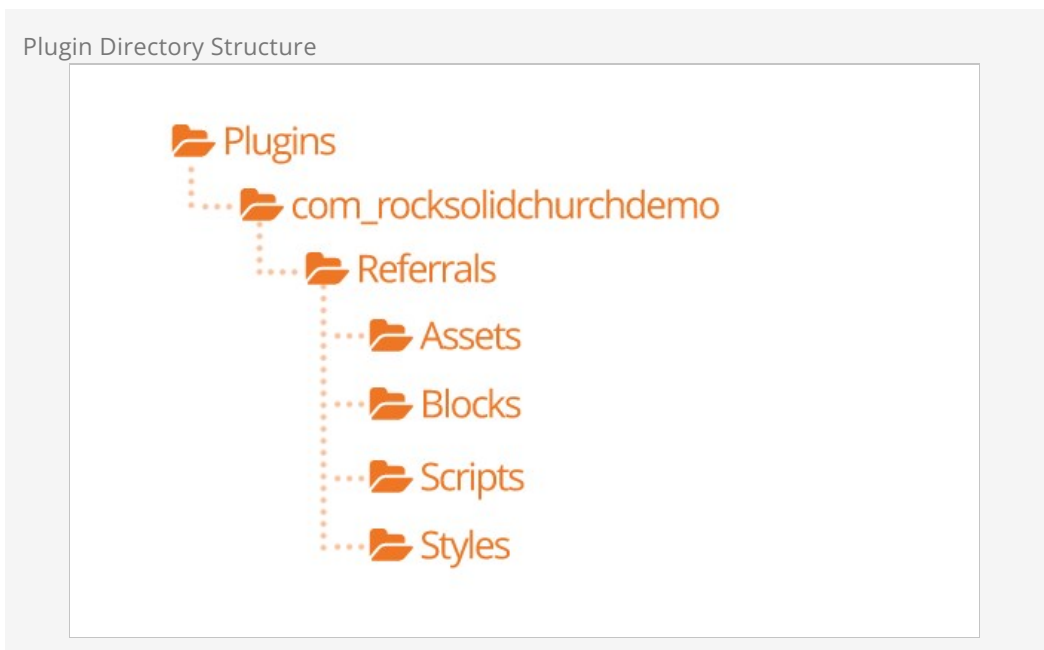 Plugin Directory Structure
Plugins
com_rocksolidchurchdemo
Referrals
Assets
Blocks
Scripts
Styles